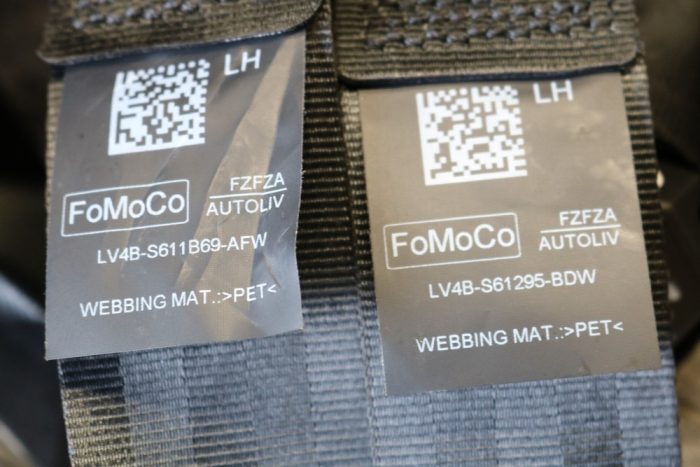 LH
FoMoCo
FZFZA
AUTOLIV
LV4B-S611B69-AFW
WEBBING MAT.:>PET<
LH
FoMoCo
FZFZA
AUTOLIV
LV4B-S61295-BDW
WEBBING MAT.:>PET<